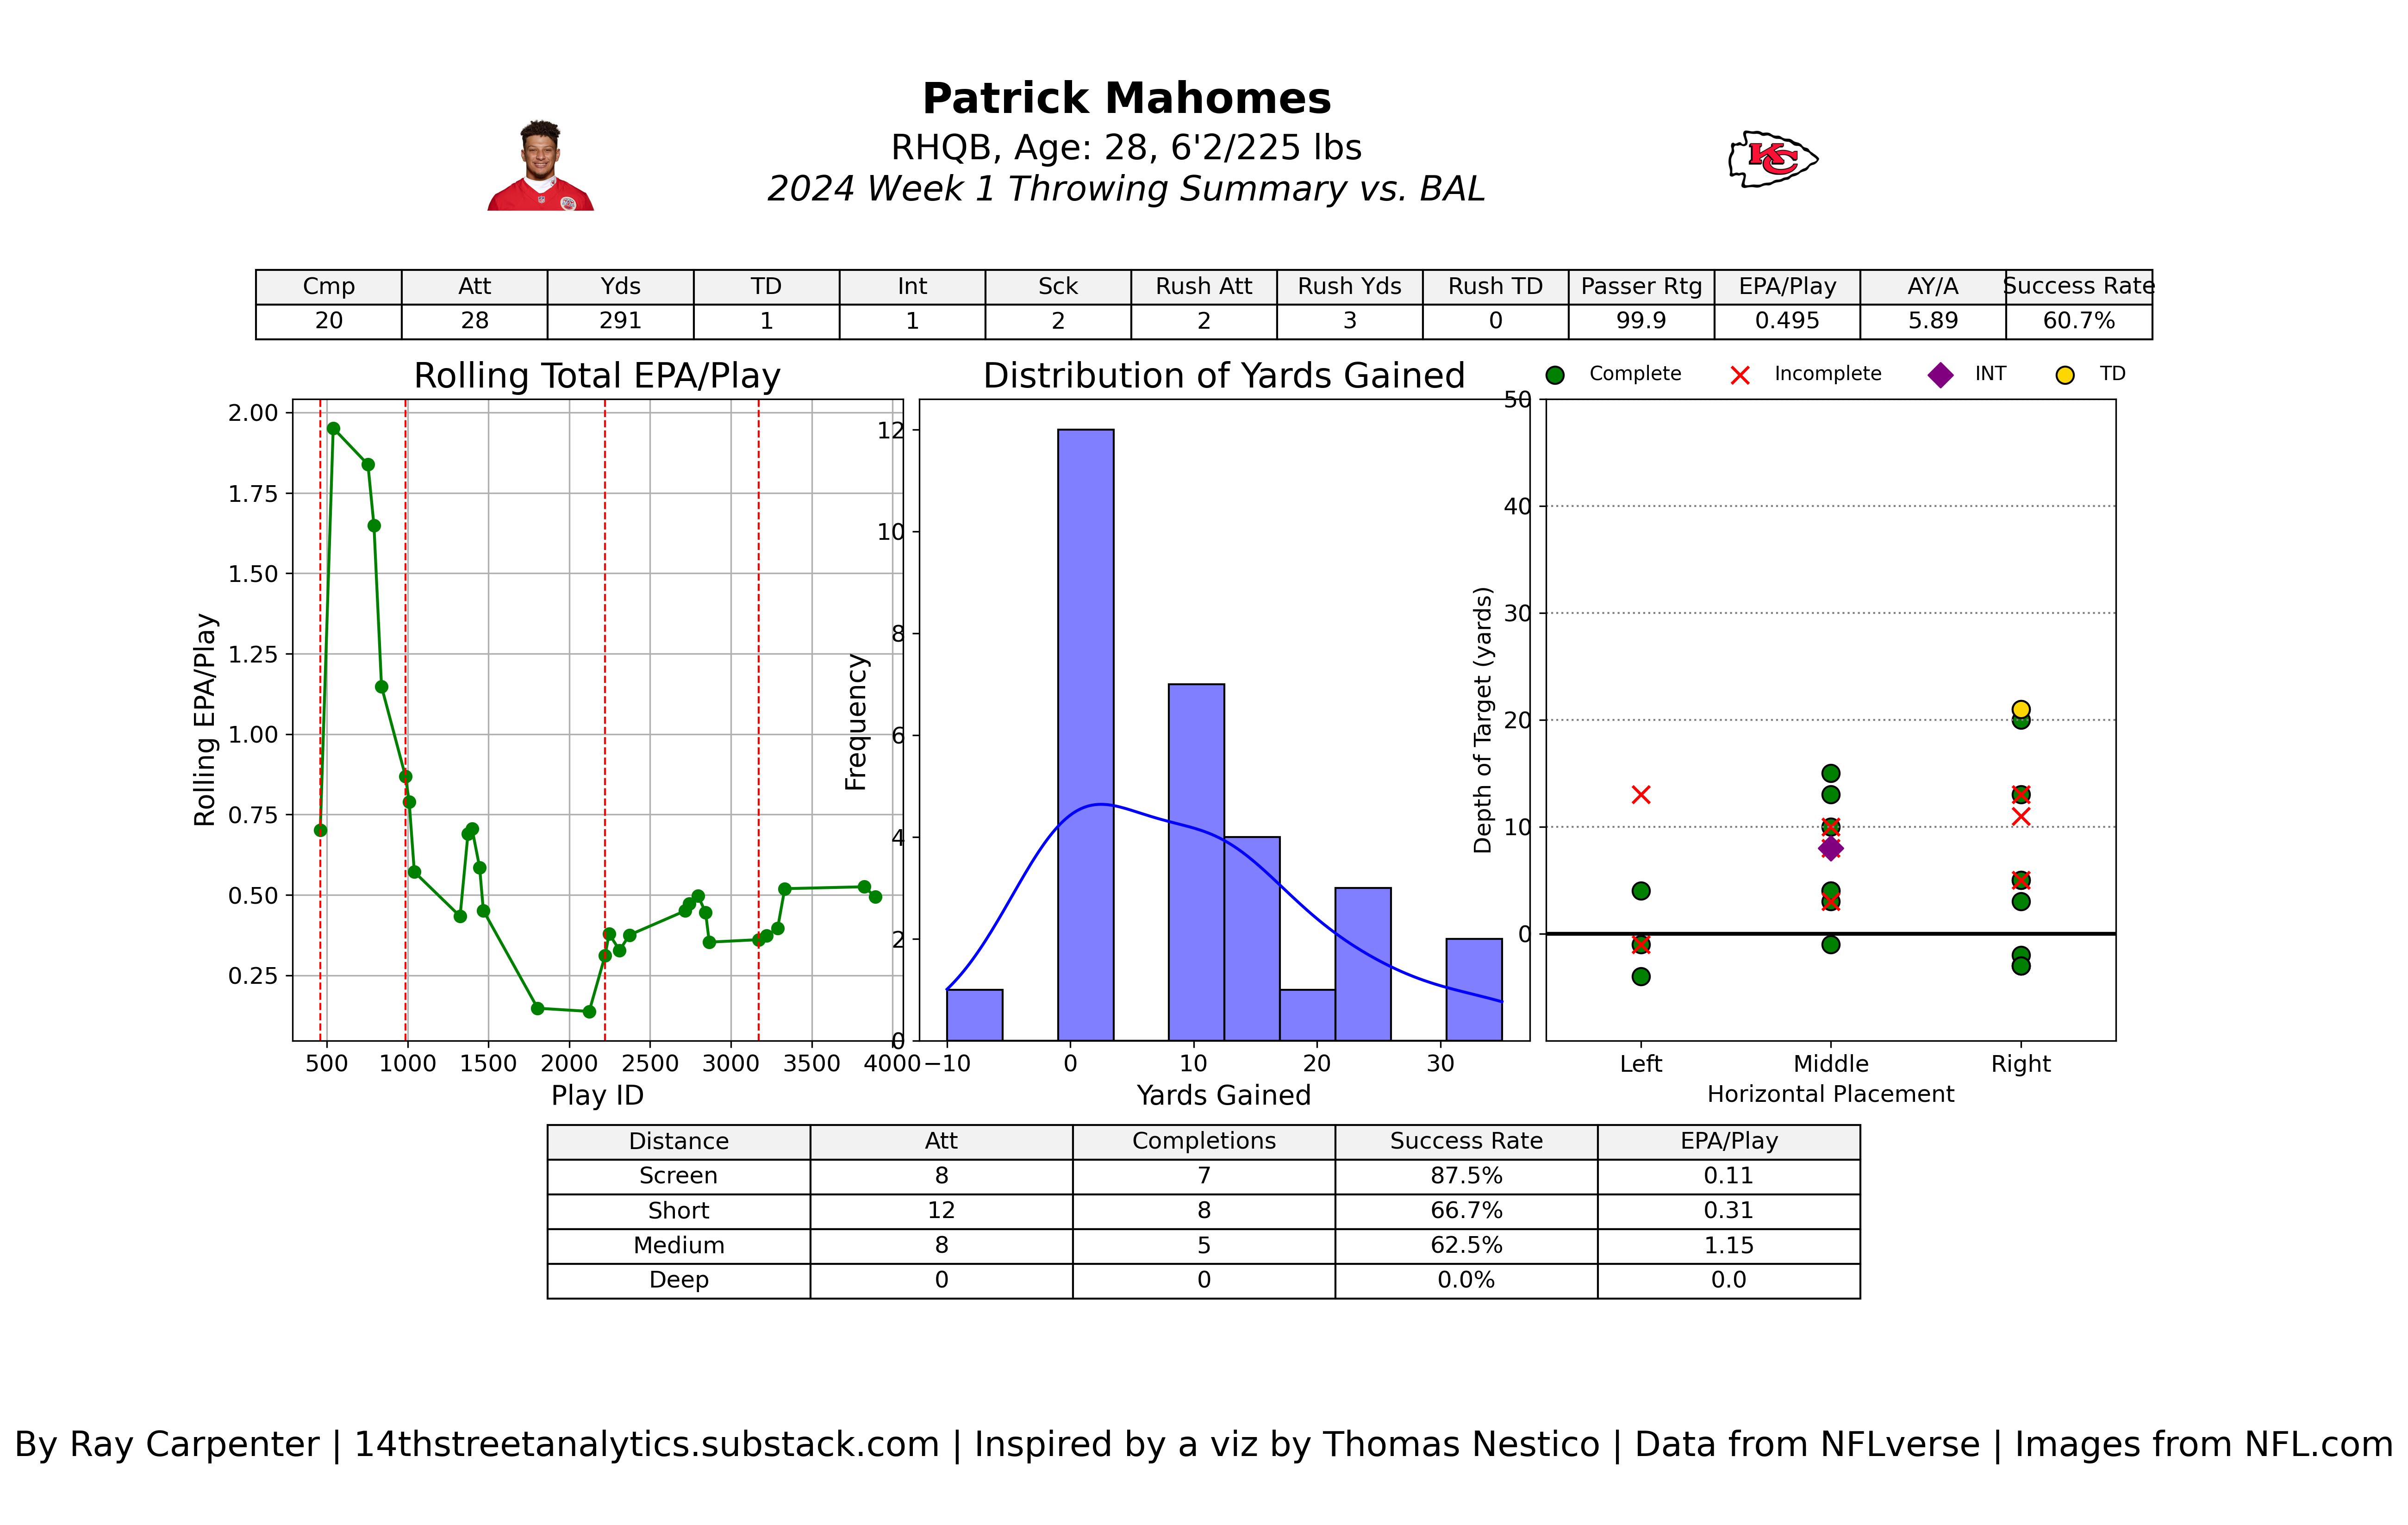 Patrick Mahomes
RHQB, Age: 28, 6'2/225 lbs
2024 Week 1 Throwing Summary vs. BAL
KC
Cmp Att Yds TD Int Sck Rush Att Rush Yds Rush TD Passer Rtg EPA/Play AY/A Success Rate
20 28 291 1 1 2 2 3 0 99.9 0.495 5.89 60.7%
Rolling Total EPA/Play
2.00
1.75
1.50
1.25
1.00
0.75
0.50
0.25
Rolling EPA/Play
500 1000 1500 2000 2500 3000 3500 4000
Play ID
Distribution of Yards Gained
12
10
8
6
4
2
0
Frequency
−10 0 10 20 30
Yards Gained
Complete Incomplete INT TD
50
40
30
20
10
0
Depth of Target (yards)
Left Middle Right
Horizontal Placement
Distance Att Completions Success Rate EPA/Play
Screen 8 7 87.5% 0.11
Short 12 8 66.7% 0.31
Medium 8 5 62.5% 1.15
Deep 0 0 0.0% 0.0
By Ray Carpenter | 14thstreetanalytics.substack.com | Inspired by a viz by Thomas Nestico | Data from NFLverse | Images from NFL.com